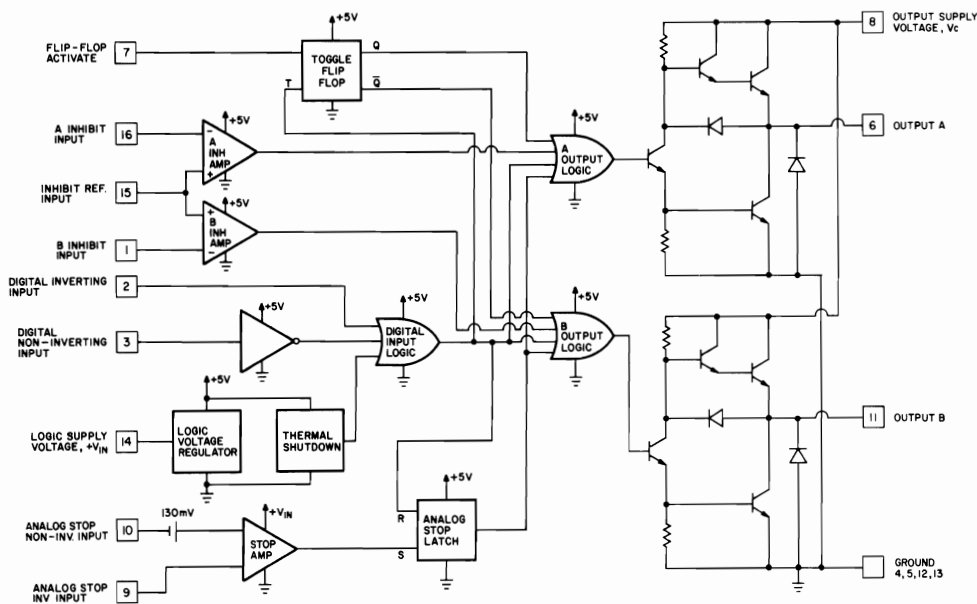 +5V
FLIP-FLOP
ACTIVATE
7
TOGGLE
FLIP
FLOP
Q
Q̅
T
8
OUTPUT SUPPLY
VOLTAGE, Vc
A INHIBIT
INPUT
16
+5V
−
A
INH
AMP
+
INHIBIT REF.
INPUT
15
+5V
+
B
INH
AMP
−
B INHIBIT
INPUT
1
+5V
A
OUTPUT
LOGIC
6
OUTPUT A
DIGITAL INVERTING
INPUT
2
DIGITAL
NON-INVERTING
INPUT
3
+5V
+5V
DIGITAL
INPUT
LOGIC
+5V
B
OUTPUT
LOGIC
+5V
LOGIC SUPPLY
VOLTAGE, +VIN
14
LOGIC
VOLTAGE
REGULATOR
THERMAL
SHUTDOWN
11
OUTPUT B
ANALOG STOP
NON-INV. INPUT
10
130mV
+VIN
STOP
AMP
ANALOG STOP
INV INPUT
9
+5V
R
S
ANALOG
STOP
LATCH
GROUND
4,5,12,13